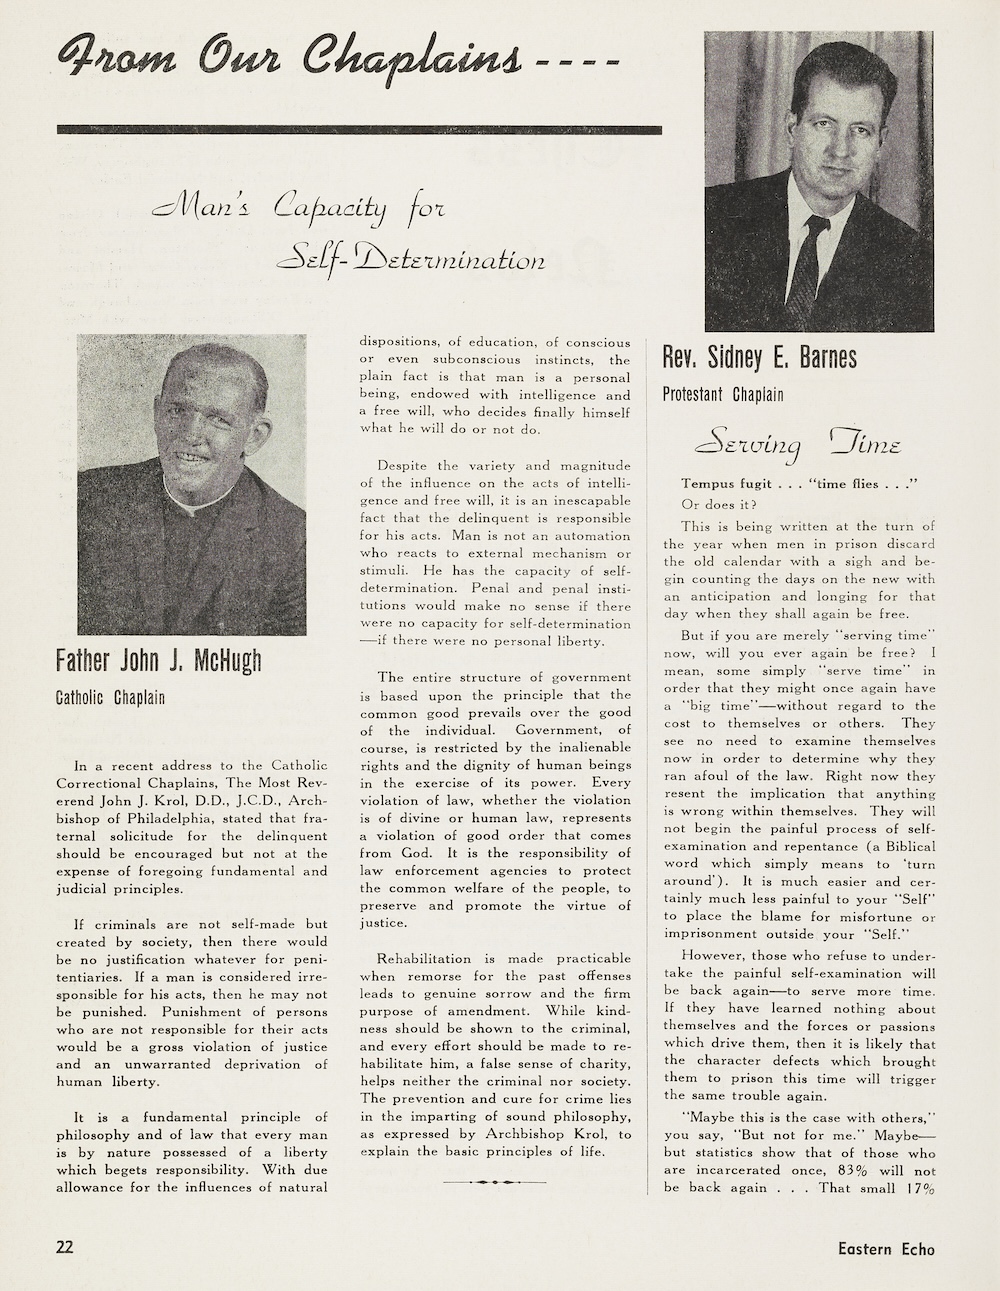 From Our Chaplains ----
Man's Capacity for
Self-Determination
Father John J. McHugh
Catholic Chaplain
In a recent address to the Catholic
Correctional Chaplains, The Most Rev-
erend John J. Krol, D.D., J.C.D., Arch-
bishop of Philadelphia, stated that fra-
ternal solicitude for the delinquent
should be encouraged but not at the
expense of foregoing fundamental and
judicial principles.
If criminals are not self-made but
created by society, then there would
be no justification whatever for peni-
tentiaries. If a man is considered irre-
sponsible for his acts, then he may not
be punished. Punishment of persons
who are not responsible for their acts
would be a gross violation of justice
and an unwarranted deprivation of
human liberty.
It is a fundamental principle of
philosophy and of law that every man
is by nature possessed of a liberty
which begets responsibility. With due
allowance for the influences of natural
dispositions, of education, of conscious
or even subconscious instincts, the
plain fact is that man is a personal
being, endowed with intelligence and
a free will, who decides finally himself
what he will do or not do.
Despite the variety and magnitude
of the influence on the acts of intelli-
gence and free will, it is an inescapable
fact that the delinquent is responsible
for his acts. Man is not an automation
who reacts to external mechanism or
stimuli. He has the capacity of self-
determination. Penal and penal insti-
tutions would make no sense if there
were no capacity for self-determination
—if there were no personal liberty.
The entire structure of government
is based upon the principle that the
common good prevails over the good
of the individual. Government, of
course, is restricted by the inalienable
rights and the dignity of human beings
in the exercise of its power. Every
violation of law, whether the violation
is of divine or human law, represents
a violation of good order that comes
from God. It is the responsibility of
law enforcement agencies to protect
the common welfare of the people, to
preserve and promote the virtue of
justice.
Rehabilitation is made practicable
when remorse for the past offenses
leads to genuine sorrow and the firm
purpose of amendment. While kind-
ness should be shown to the criminal,
and every effort should be made to re-
habilitate him, a false sense of charity,
helps neither the criminal nor society.
The prevention and cure for crime lies
in the imparting of sound philosophy,
as expressed by Archbishop Krol, to
explain the basic principles of life.
Rev. Sidney E. Barnes
Protestant Chaplain
Serving Time
Tempus fugit . . . "time flies . . ."
Or does it?
This is being written at the turn of
the year when men in prison discard
the old calendar with a sigh and be-
gin counting the days on the new with
an anticipation and longing for that
day when they shall again be free.
But if you are merely "serving time"
now, will you ever again be free? I
mean, some simply "serve time" in
order that they might once again have
a "big time"—without regard to the
cost to themselves or others. They
see no need to examine themselves
now in order to determine why they
ran afoul of the law. Right now they
resent the implication that anything
is wrong within themselves. They will
not begin the painful process of self-
examination and repentance (a Biblical
word which simply means to 'turn
around'). It is much easier and cer-
tainly much less painful to your "Self"
to place the blame for misfortune or
imprisonment outside your "Self."
However, those who refuse to under-
take the painful self-examination will
be back again—to serve more time.
If they have learned nothing about
themselves and the forces or passions
which drive them, then it is likely that
the character defects which brought
them to prison this time will trigger
the same trouble again.
"Maybe this is the case with others,"
you say, "But not for me." Maybe—
but statistics show that of those who
are incarcerated once, 83% will not
be back again . . . That small 17%
22
Eastern Echo